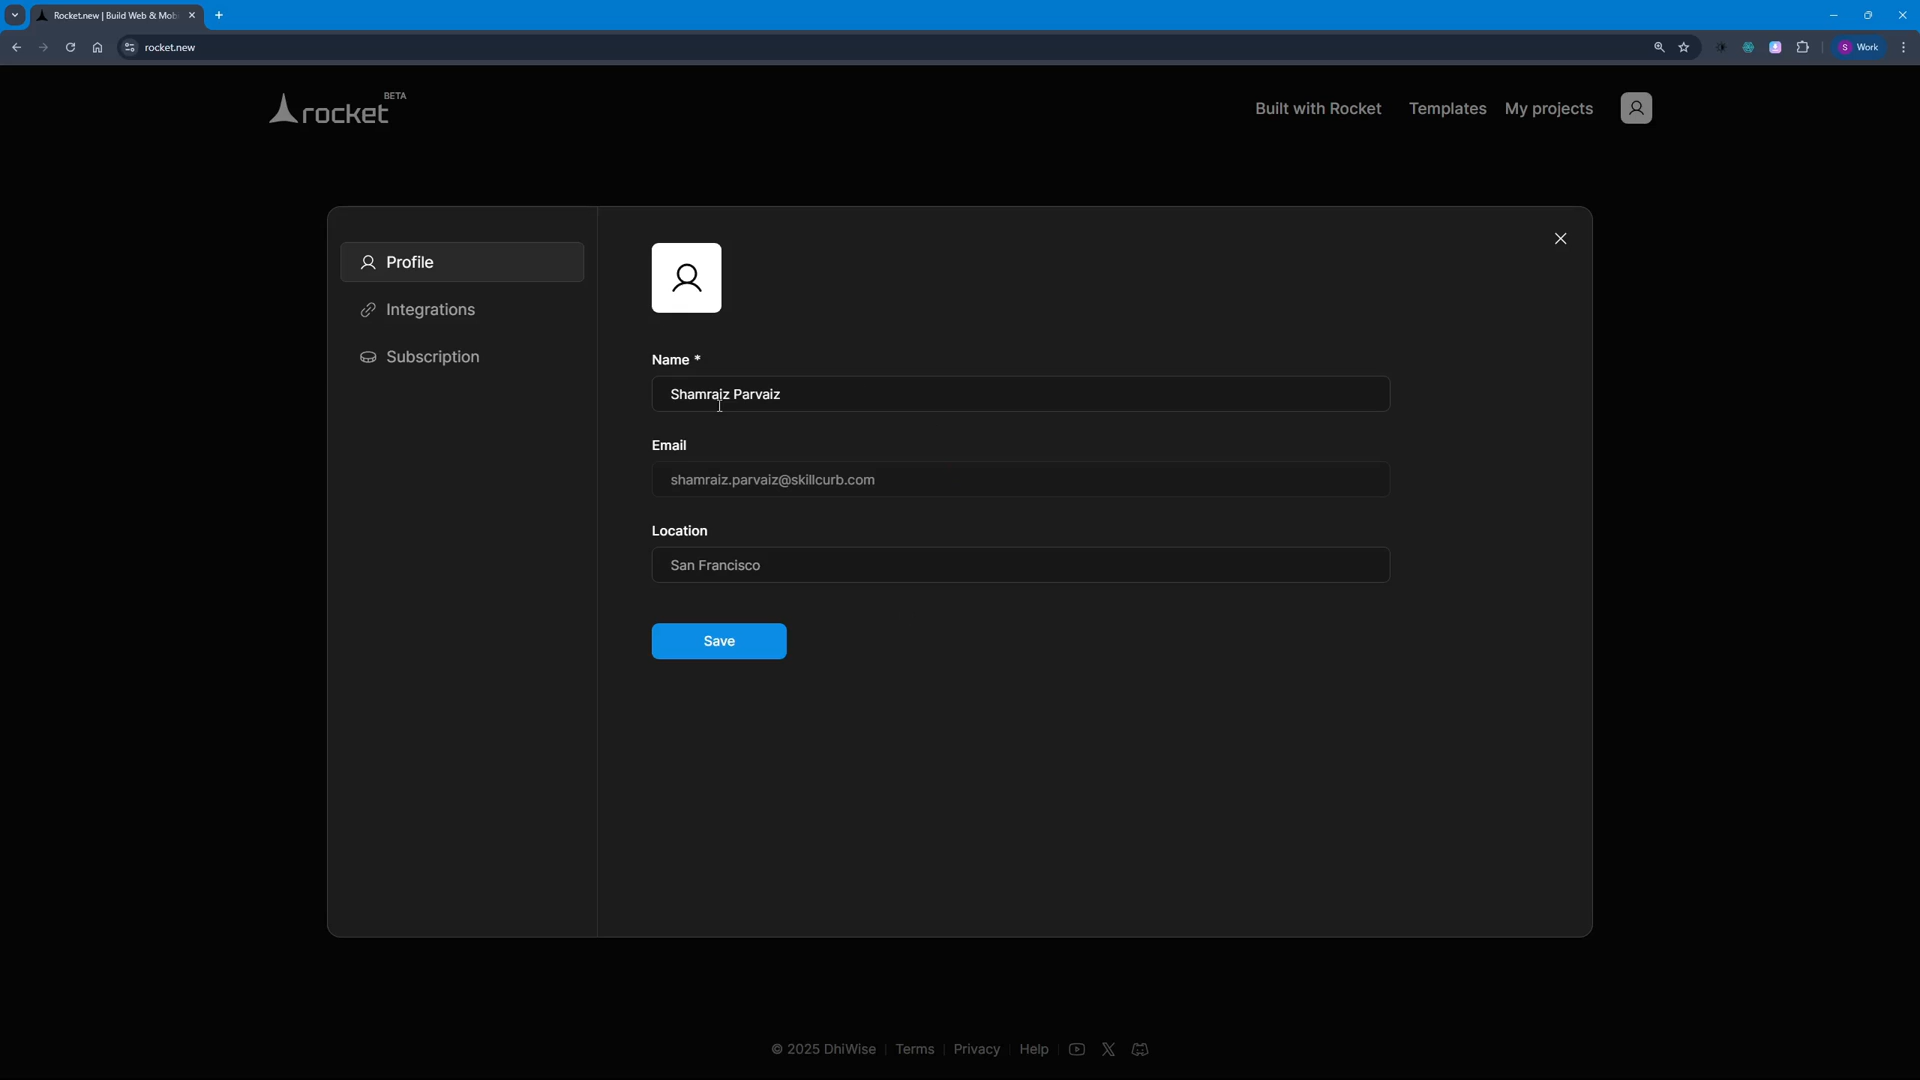 Rocket.new | Build Web & Mob
rocket.new
S Work
rocket BETA
Built with Rocket Templates My projects
Profile
Integrations
Subscription
Name *
Shamraiz Parvaiz
Email
shamraiz.parvaiz@skillcurb.com
Location
San Francisco
Save
© 2025 DhiWise Terms Privacy Help